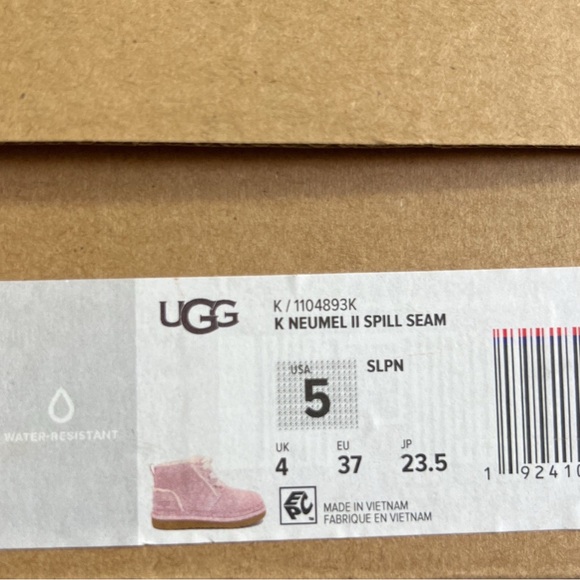 UGG
K / 1104893K
K NEUMEL II SPILL SEAM
USA
5
SLPN
UK
4
EU
37
JP
23.5
WATER-RESISTANT
EPC
MADE IN VIETNAM
FABRIQUE EN VIETNAM
1 92410